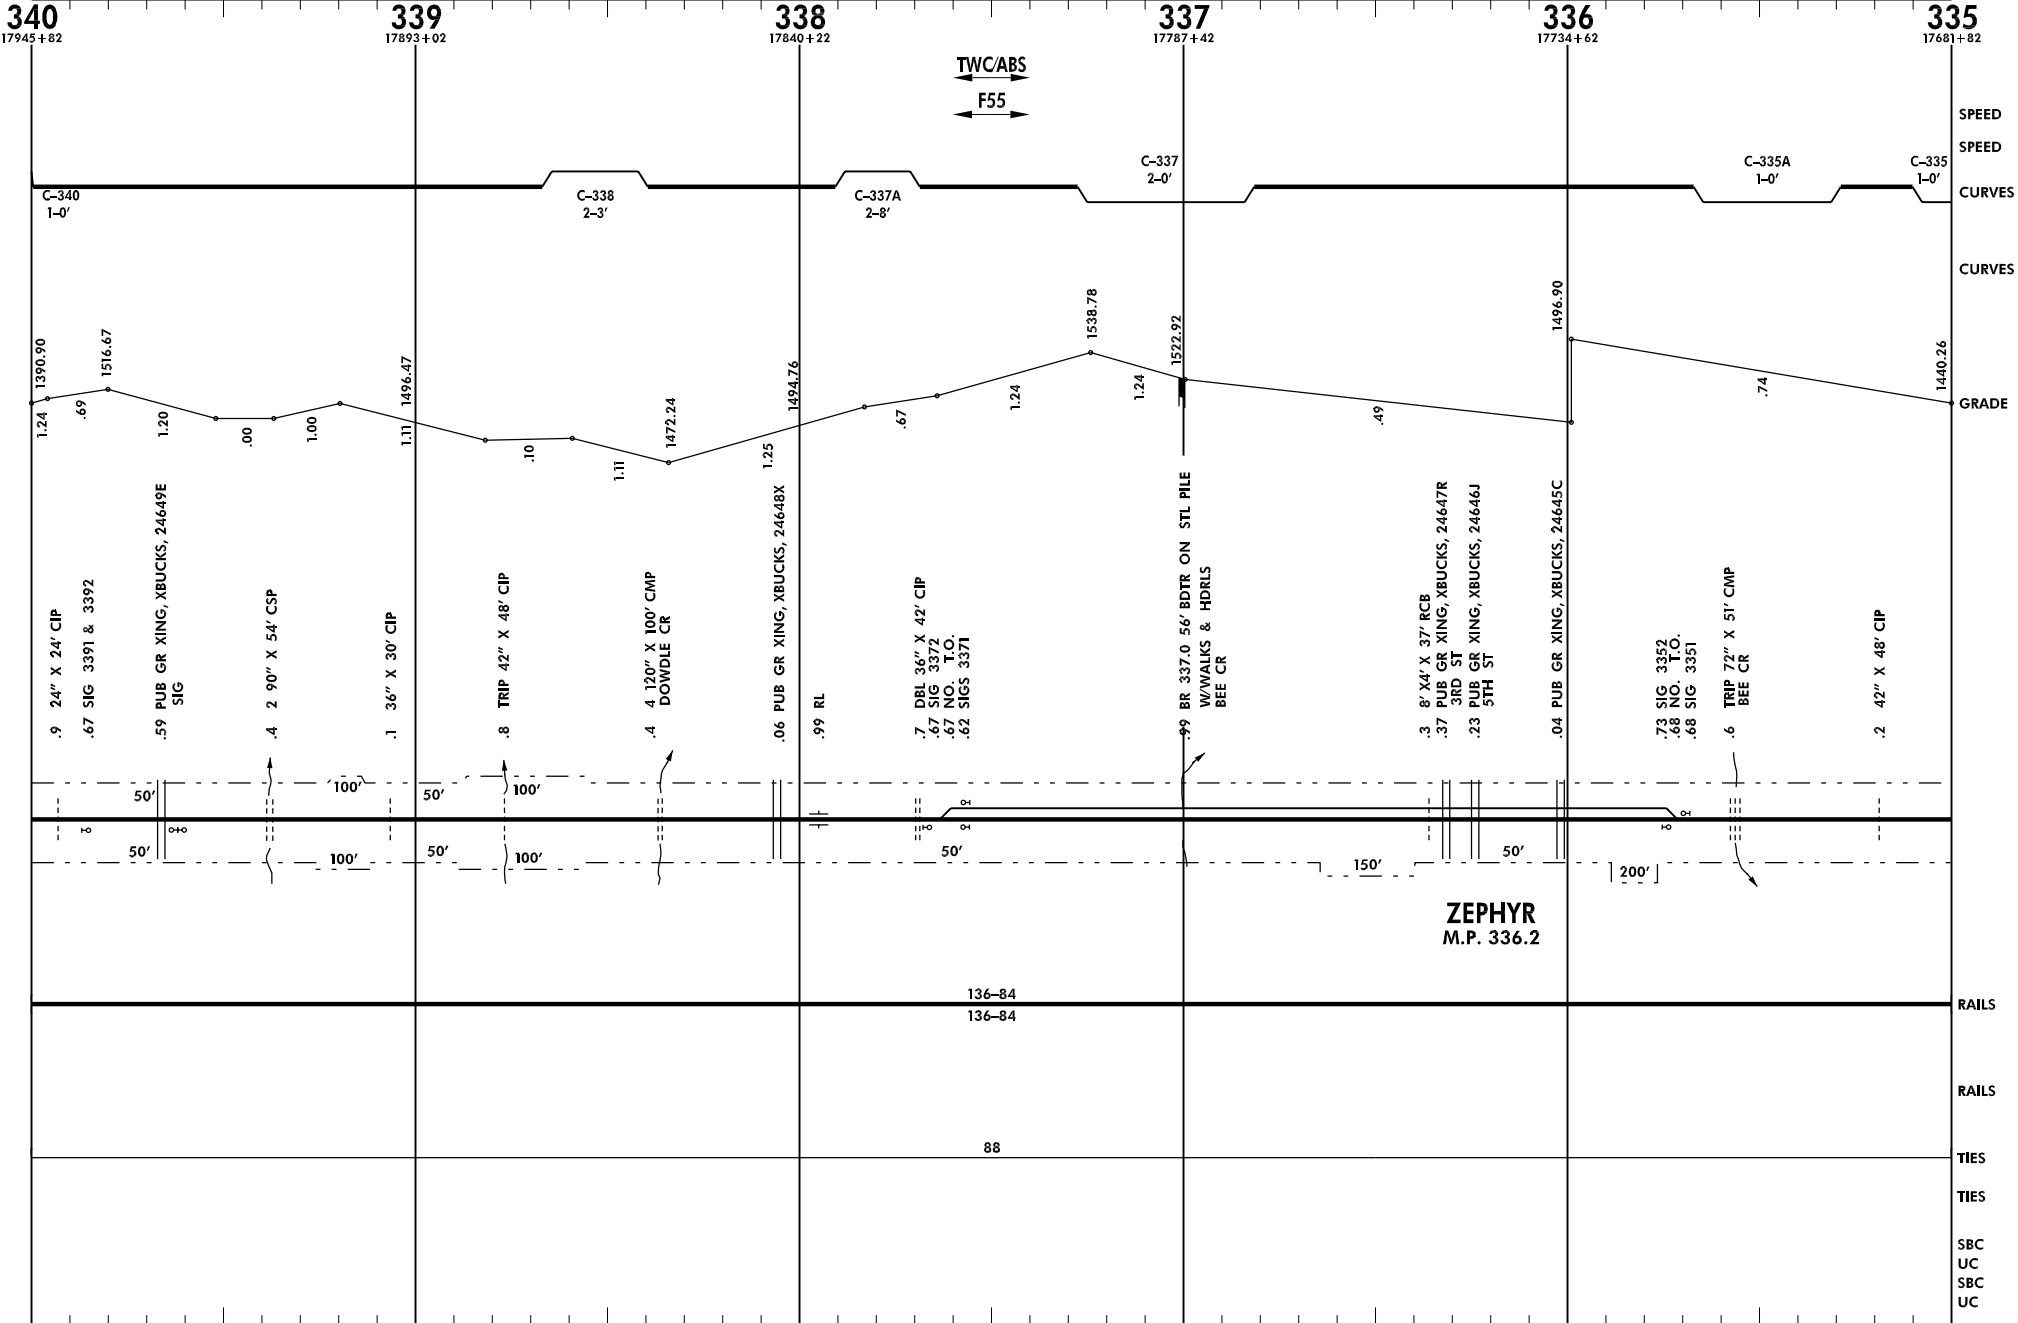 340 339 338 337 336 335
17945+82 17893+02 17840+22 17787+42 17734+62 17681+82
TWC/ABS
F55
SPEED
SPEED
C–340
1–0′
C–338
2–3′
C–337A
2–8′
C–337
2–0′
C–335A
1–0′
C–335
1–0′
CURVES
CURVES
1390.90
1516.67
1496.47
1472.24
1494.76
1538.78
1522.92
1496.90
1440.26
1.24
.69
1.20
.00
1.00
1.11
.10
1.11
1.25
.67
1.24
1.24
.49
.74
GRADE
.9 24″ X 24′ CIP
.67 SIG 3391 & 3392
.59 PUB GR XING, XBUCKS, 24649E
SIG
.4 2 90″ X 54′ CSP
.1 36″ X 30′ CIP
.8 TRIP 42″ X 48′ CIP
.4 4 120″ X 100′ CMP
DOWDLE CR
.06 PUB GR XING, XBUCKS, 24648X
.99 RL
.7 DBL 36″ X 42′ CIP
.67 SIG 3372
.67 NO. T.O.
.62 SIGS 3371
.99 BR 337.0 56′ BDTR ON STL PILE
W/WALKS & HDRLS
BEE CR
.3 8′ X4′ X 37′ RCB
.37 PUB GR XING, XBUCKS, 24647R
3RD ST
.23 PUB GR XING, XBUCKS, 24646J
5TH ST
.04 PUB GR XING, XBUCKS, 24645C
.73 SIG 3352
.68 NO. T.O.
.68 SIG 3351
.6 TRIP 72″ X 51′ CMP
BEE CR
.2 42″ X 48′ CIP
50′ 100′ 50′ 100′
50′ 100′ 50′ 100′ 50′ 150′ 50′ 200′
ZEPHYR
M.P. 336.2
136–84
RAILS
136–84
RAILS
88
TIES
TIES
SBC
UC
SBC
UC